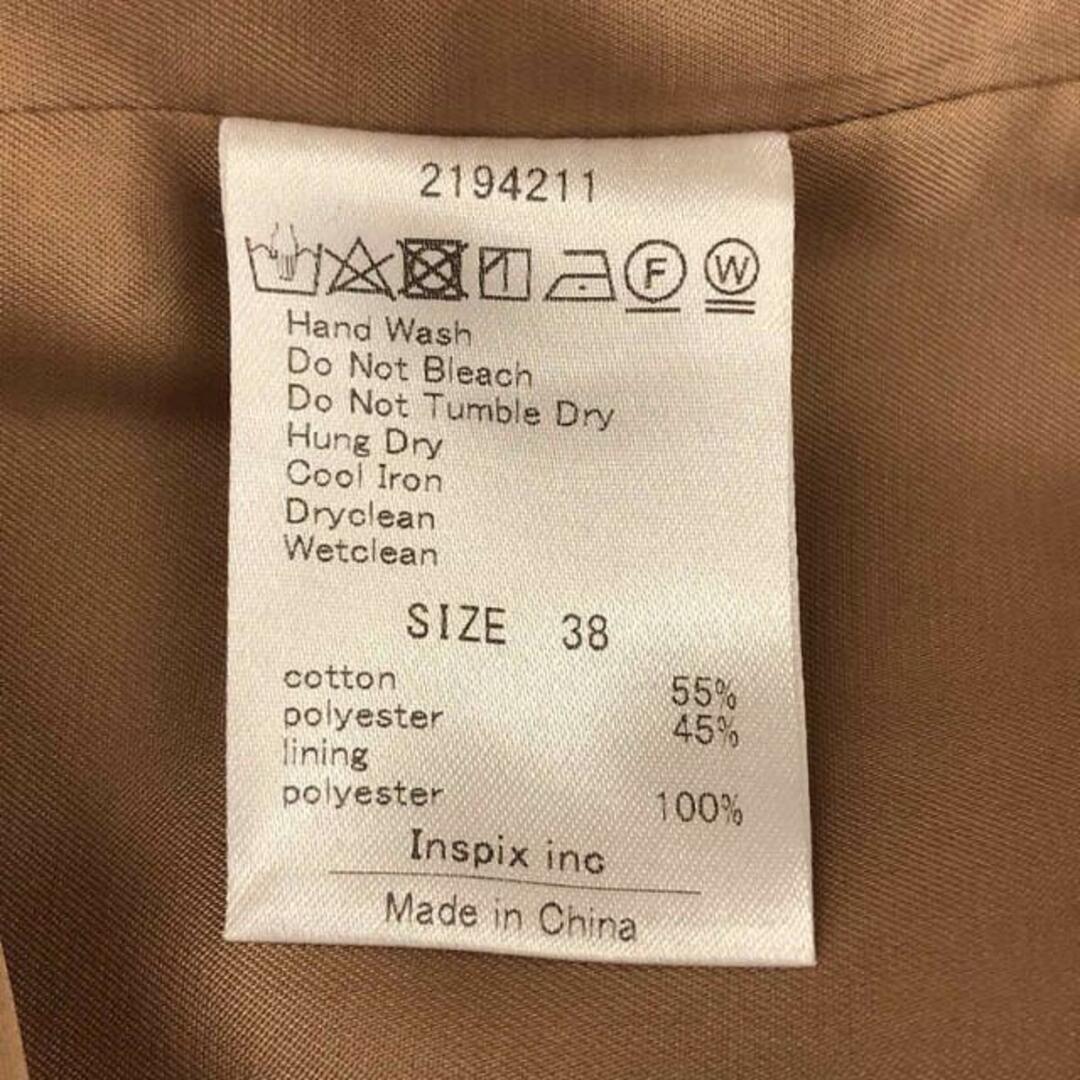 2194211
F W
Hand Wash
Do Not Bleach
Do Not Tumble Dry
Hung Dry
Cool Iron
Dryclean
Wetclean
SIZE 38
cotton 55%
polyester 45%
lining
polyester 100%
Inspix inc
Made in China